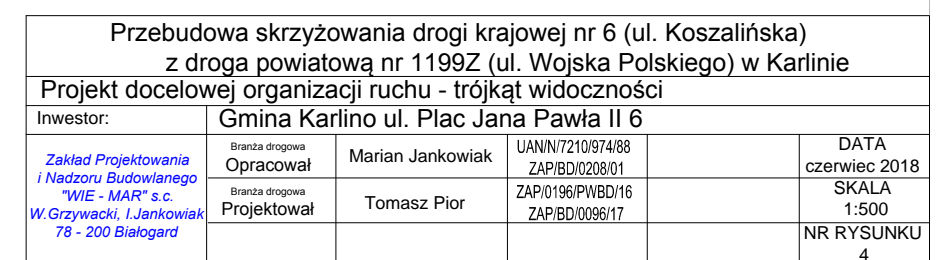 Przebudowa skrzyżowania drogi krajowej nr 6 (ul. Koszalińska)
z droga powiatową nr 1199Z (ul. Wojska Polskiego) w Karlinie
Projekt docelowej organizacji ruchu - trójkąt widoczności
Inwestor:
Gmina Karlino ul. Plac Jana Pawła II 6
Zakład Projektowania
i Nadzoru Budowlanego
"WIE - MAR" s.c.
W.Grzywacki, I.Jankowiak
78 - 200 Białogard
Branża drogowa
Opracował
Marian Jankowiak
UAN/N/7210/974/88
ZAP/BD/0208/01
DATA
czerwiec 2018
Branża drogowa
Projektował
Tomasz Pior
ZAP/0196/PWBD/16
ZAP/BD/0096/17
SKALA
1:500
NR RYSUNKU
4